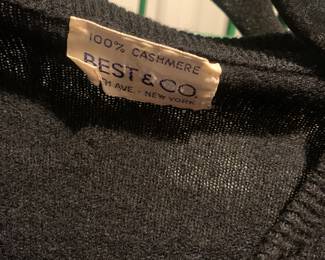 100% CASHMERE
BEST & CO.
H AVE. - NEW YORK